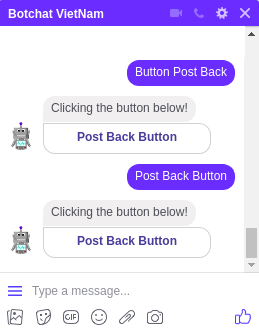 Botchat VietNam
Button Post Back
Clicking the button below!
Post Back Button
Post Back Button
Clicking the button below!
Post Back Button
Type a message...
GIF